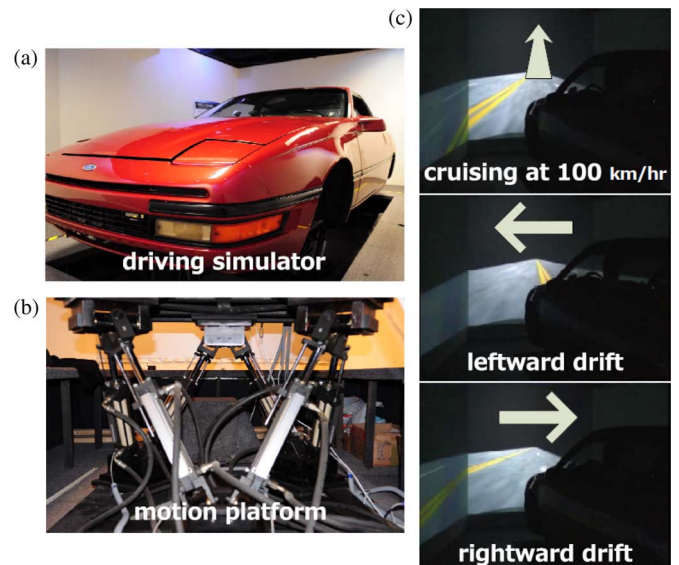 (a)
driving simulator
(b)
motion platform
(c)
cruising at 100 km/hr
leftward drift
rightward drift